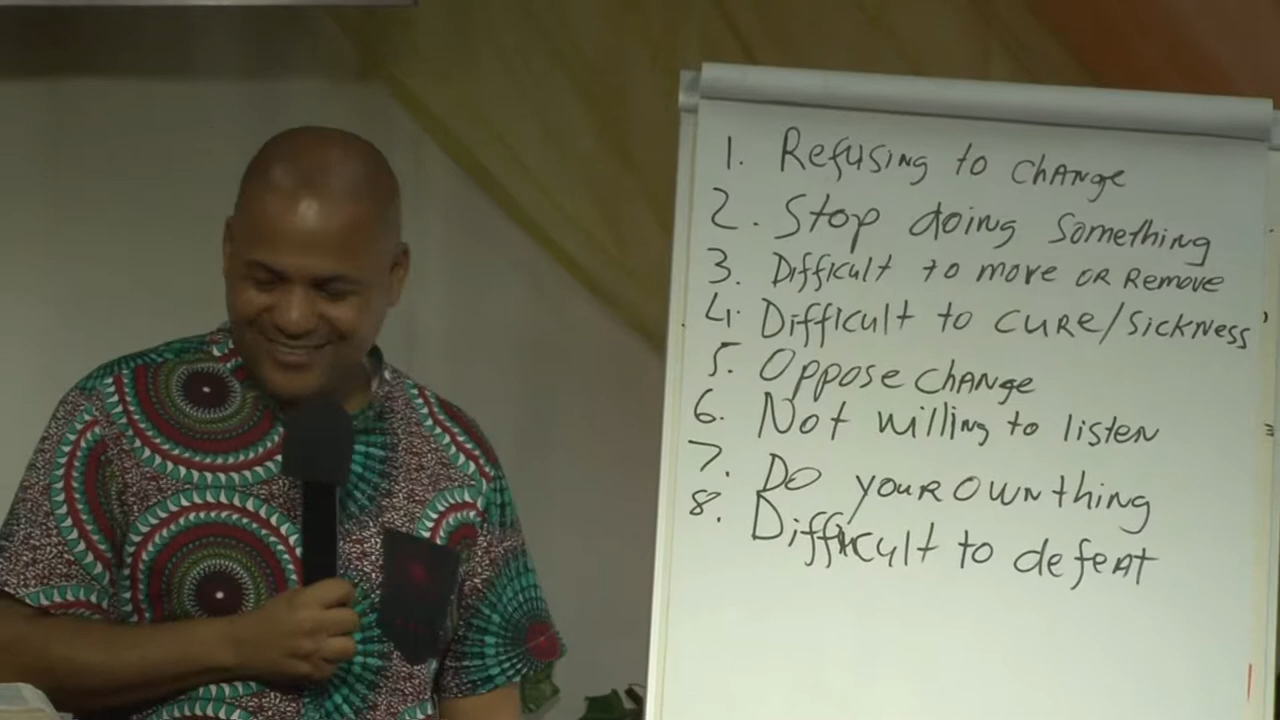 1. Refusing to change
2. Stop doing something
3. Difficult to move or Remove
4. Difficult to cure/sickness
5. Oppose change
6. Not willing to listen
7. Do your own thing
8. Difficult to defeat